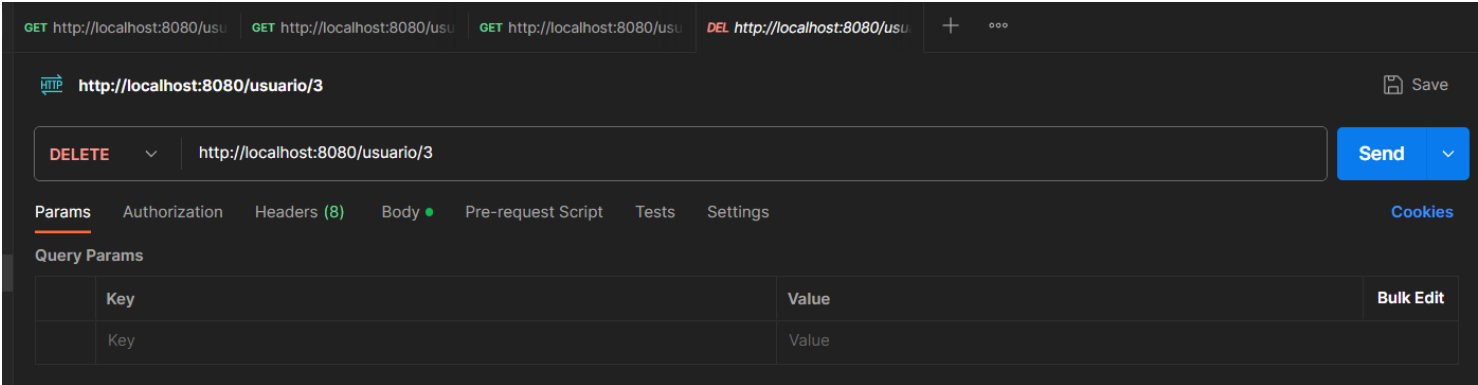 GET http://localhost:8080/usu GET http://localhost:8080/usu GET http://localhost:8080/usu DEL http://localhost:8080/usu
HTTP http://localhost:8080/usuario/3 Save
DELETE http://localhost:8080/usuario/3 Send
Params Authorization Headers (8) Body Pre-request Script Tests Settings Cookies
Query Params
Key Value Bulk Edit
Key Value